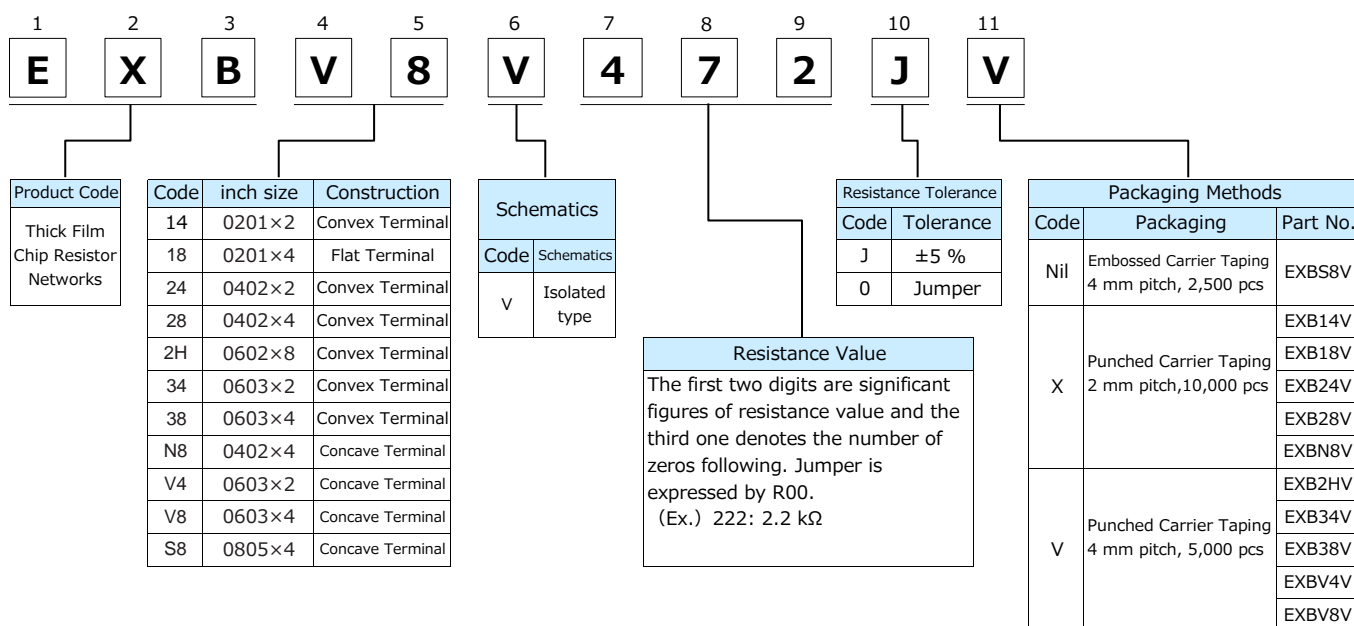 1 2 3 4 5 6 7 8 9 10 11
E X B V 8 V 4 7 2 J V
Product Code
Thick Film
Chip Resistor
Networks
Code inch size Construction
14 0201×2 Convex Terminal
18 0201×4 Flat Terminal
24 0402×2 Convex Terminal
28 0402×4 Convex Terminal
2H 0602×8 Convex Terminal
34 0603×2 Convex Terminal
38 0603×4 Convex Terminal
N8 0402×4 Concave Terminal
V4 0603×2 Concave Terminal
V8 0603×4 Concave Terminal
S8 0805×4 Concave Terminal
Schematics
Code Schematics
V Isolated
type
Resistance Value
The first two digits are significant
figures of resistance value and the
third one denotes the number of
zeros following. Jumper is
expressed by R00.
(Ex.) 222: 2.2 kΩ
Resistance Tolerance
Code Tolerance
J ±5 %
0 Jumper
Packaging Methods
Code Packaging Part No.
Nil Embossed Carrier Taping
4 mm pitch, 2,500 pcs EXBS8V
X Punched Carrier Taping
2 mm pitch,10,000 pcs
EXB14V
EXB18V
EXB24V
EXB28V
EXBN8V
V Punched Carrier Taping
4 mm pitch, 5,000 pcs
EXB2HV
EXB34V
EXB38V
EXBV4V
EXBV8V